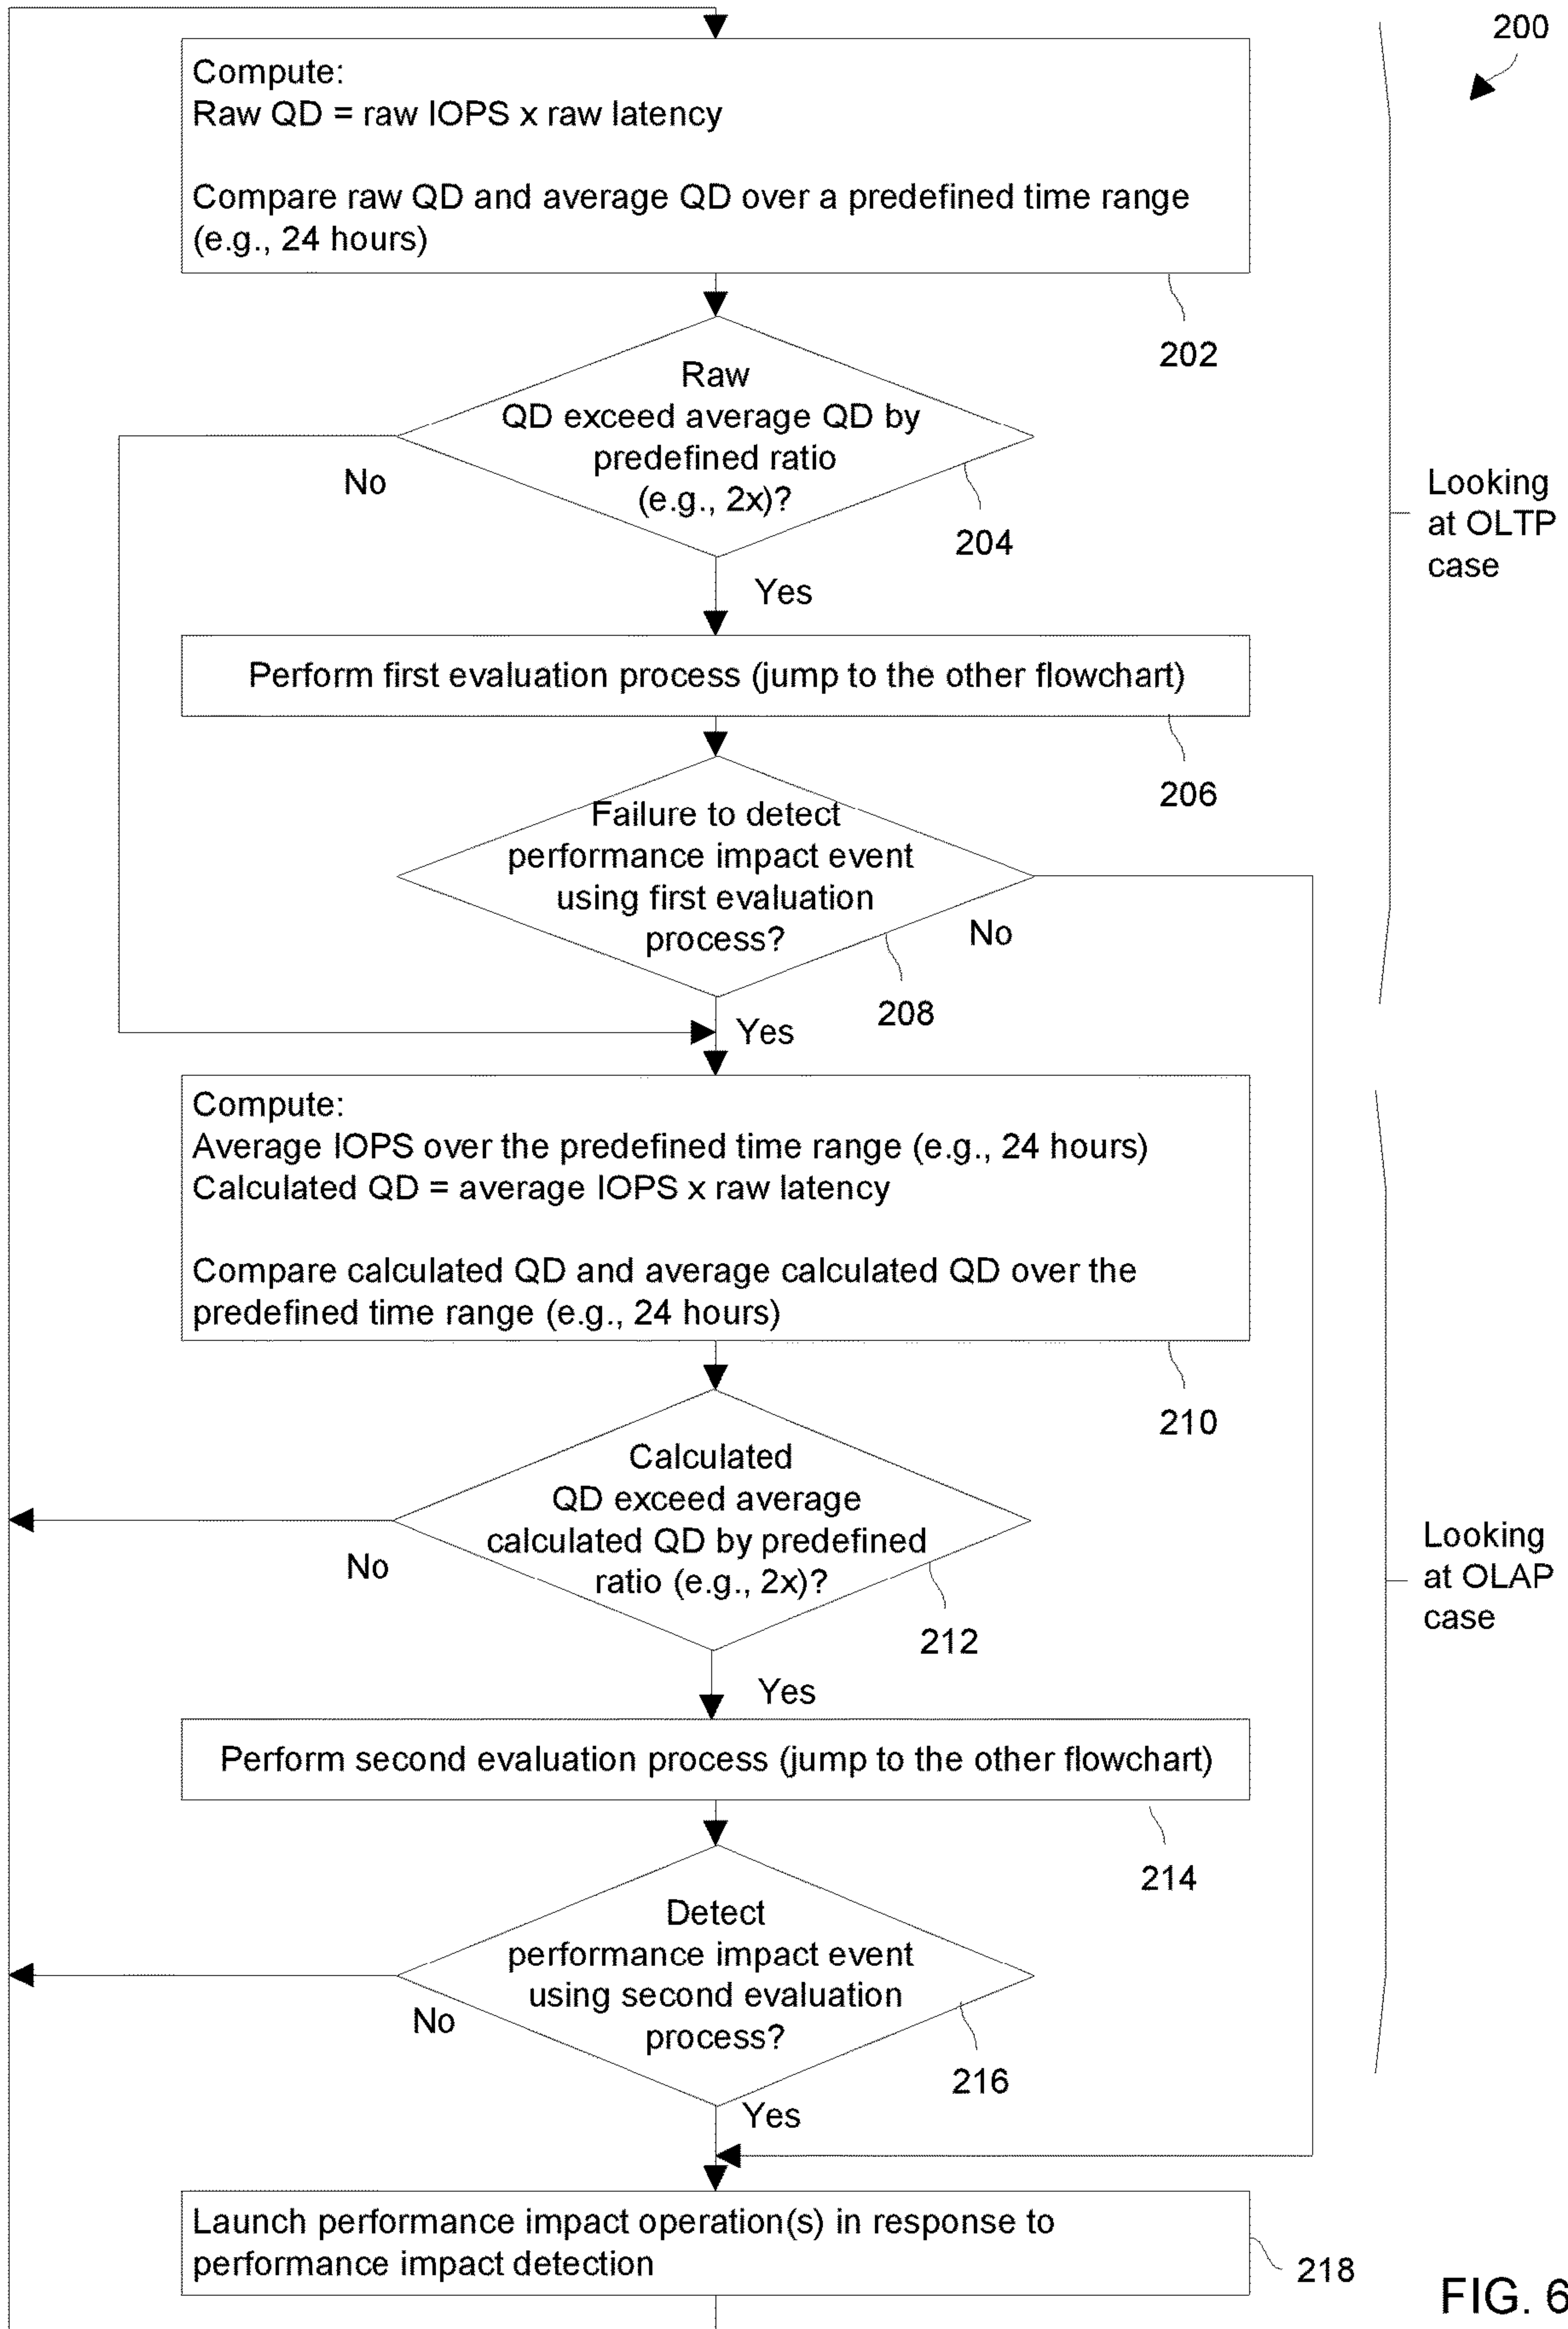 200
Compute:
Raw QD = raw IOPS x raw latency
Compare raw QD and average QD over a predefined time range
(e.g., 24 hours)
202
Raw
QD exceed average QD by
predefined ratio
(e.g., 2x)?
No
204
Looking
at OLTP
case
Yes
Perform first evaluation process (jump to the other flowchart)
206
Failure to detect
performance impact event
using first evaluation
process?
No
208
Yes
Compute:
Average IOPS over the predefined time range (e.g., 24 hours)
Calculated QD = average IOPS x raw latency
Compare calculated QD and average calculated QD over the
predefined time range (e.g., 24 hours)
210
Calculated
QD exceed average
calculated QD by predefined
ratio (e.g., 2x)?
No
212
Looking
at OLAP
case
Yes
Perform second evaluation process (jump to the other flowchart)
214
Detect
performance impact event
using second evaluation
process?
No
216
Yes
Launch performance impact operation(s) in response to
performance impact detection
218
FIG. 6